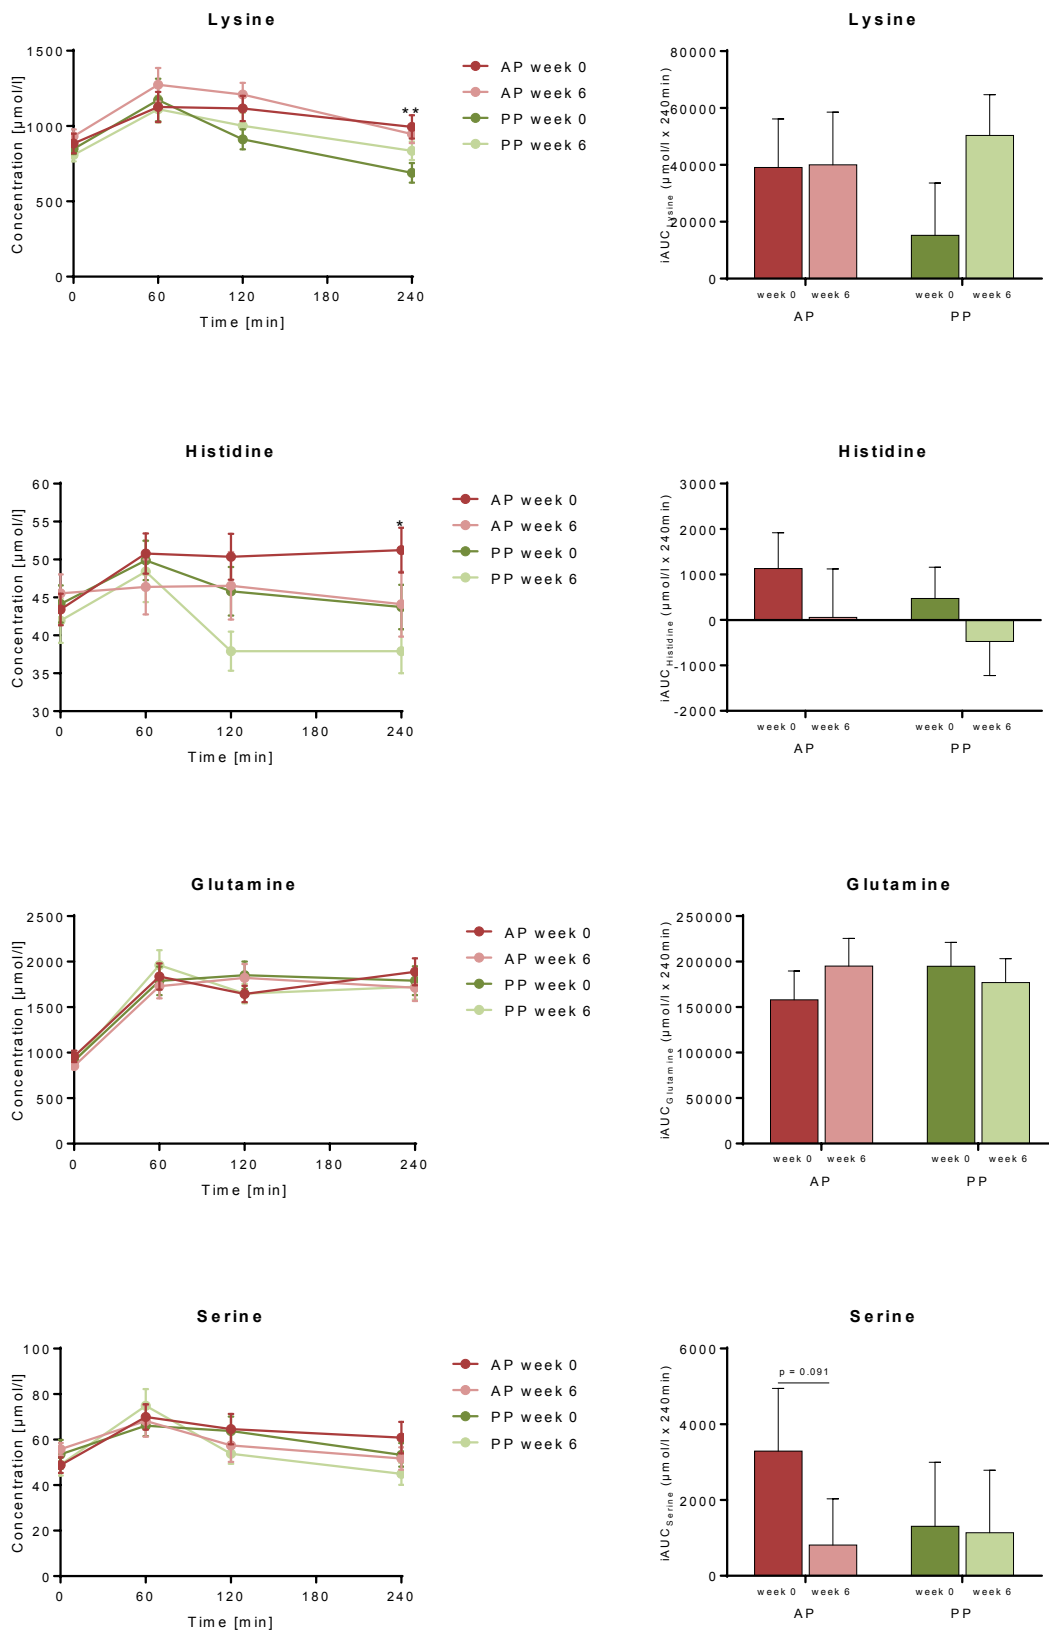 Lysine
Concentration [µmol/l]
1500
1000
500
0
0 60 120 180 240
Time [min]
**
AP week 0
AP week 6
PP week 0
PP week 6
Lysine
iAUC Lysine (µmol/l x 240min)
80000
60000
40000
20000
0
week 0 week 6 week 0 week 6
AP PP
Histidine
Concentration [µmol/l]
60
55
50
45
40
35
30
0 60 120 180 240
Time [min]
*
AP week 0
AP week 6
PP week 0
PP week 6
Histidine
iAUC Histidine (µmol/l x 240min)
3000
2000
1000
0
-1000
-2000
week 0 week 6 week 0 week 6
AP PP
Glutamine
Concentration [µmol/l]
2500
2000
1500
1000
500
0
0 60 120 180 240
Time [min]
AP week 0
AP week 6
PP week 0
PP week 6
Glutamine
iAUC Glutamine (µmol/l x 240min)
250000
200000
150000
100000
50000
0
week 0 week 6 week 0 week 6
AP PP
Serine
Concentration [µmol/l]
100
80
60
40
20
0
0 60 120 180 240
Time [min]
AP week 0
AP week 6
PP week 0
PP week 6
Serine
iAUC Serine (µmol/l x 240min)
6000
4000
2000
0
p = 0.091
week 0 week 6 week 0 week 6
AP PP